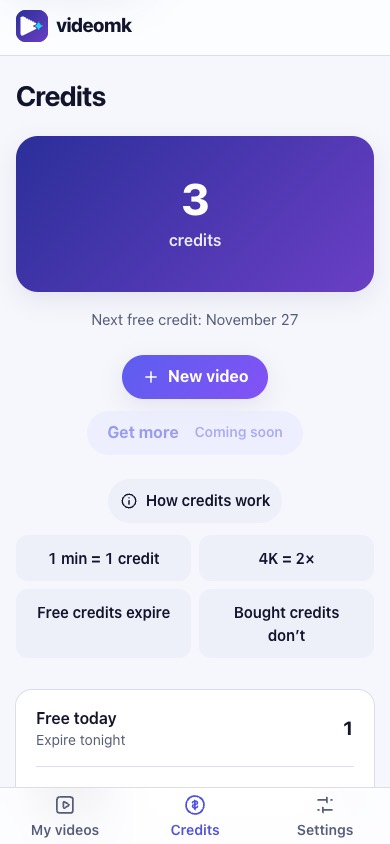 videomk
Credits
3
credits
Next free credit: November 27
+ New video
Get more Coming soon
How credits work
1 min = 1 credit
4K = 2×
Free credits expire
Bought credits
don’t
Free today
1
Expire tonight
My videos
Credits
Settings